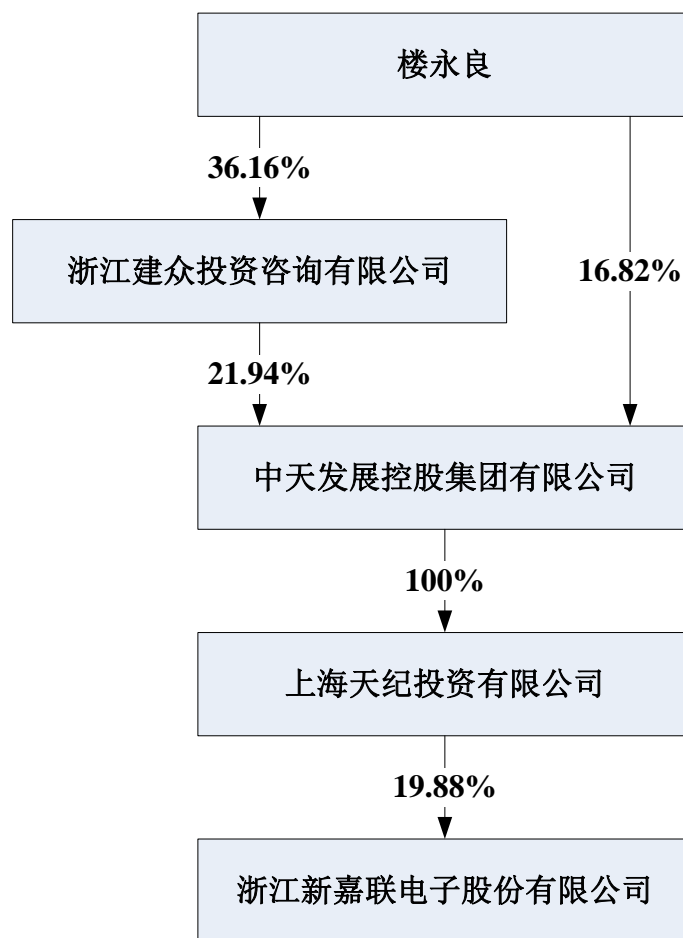 楼永良
36.16%
浙江建众投资咨询有限公司
16.82%
21.94%
中天发展控股集团有限公司
100%
上海天纪投资有限公司
19.88%
浙江新嘉联电子股份有限公司